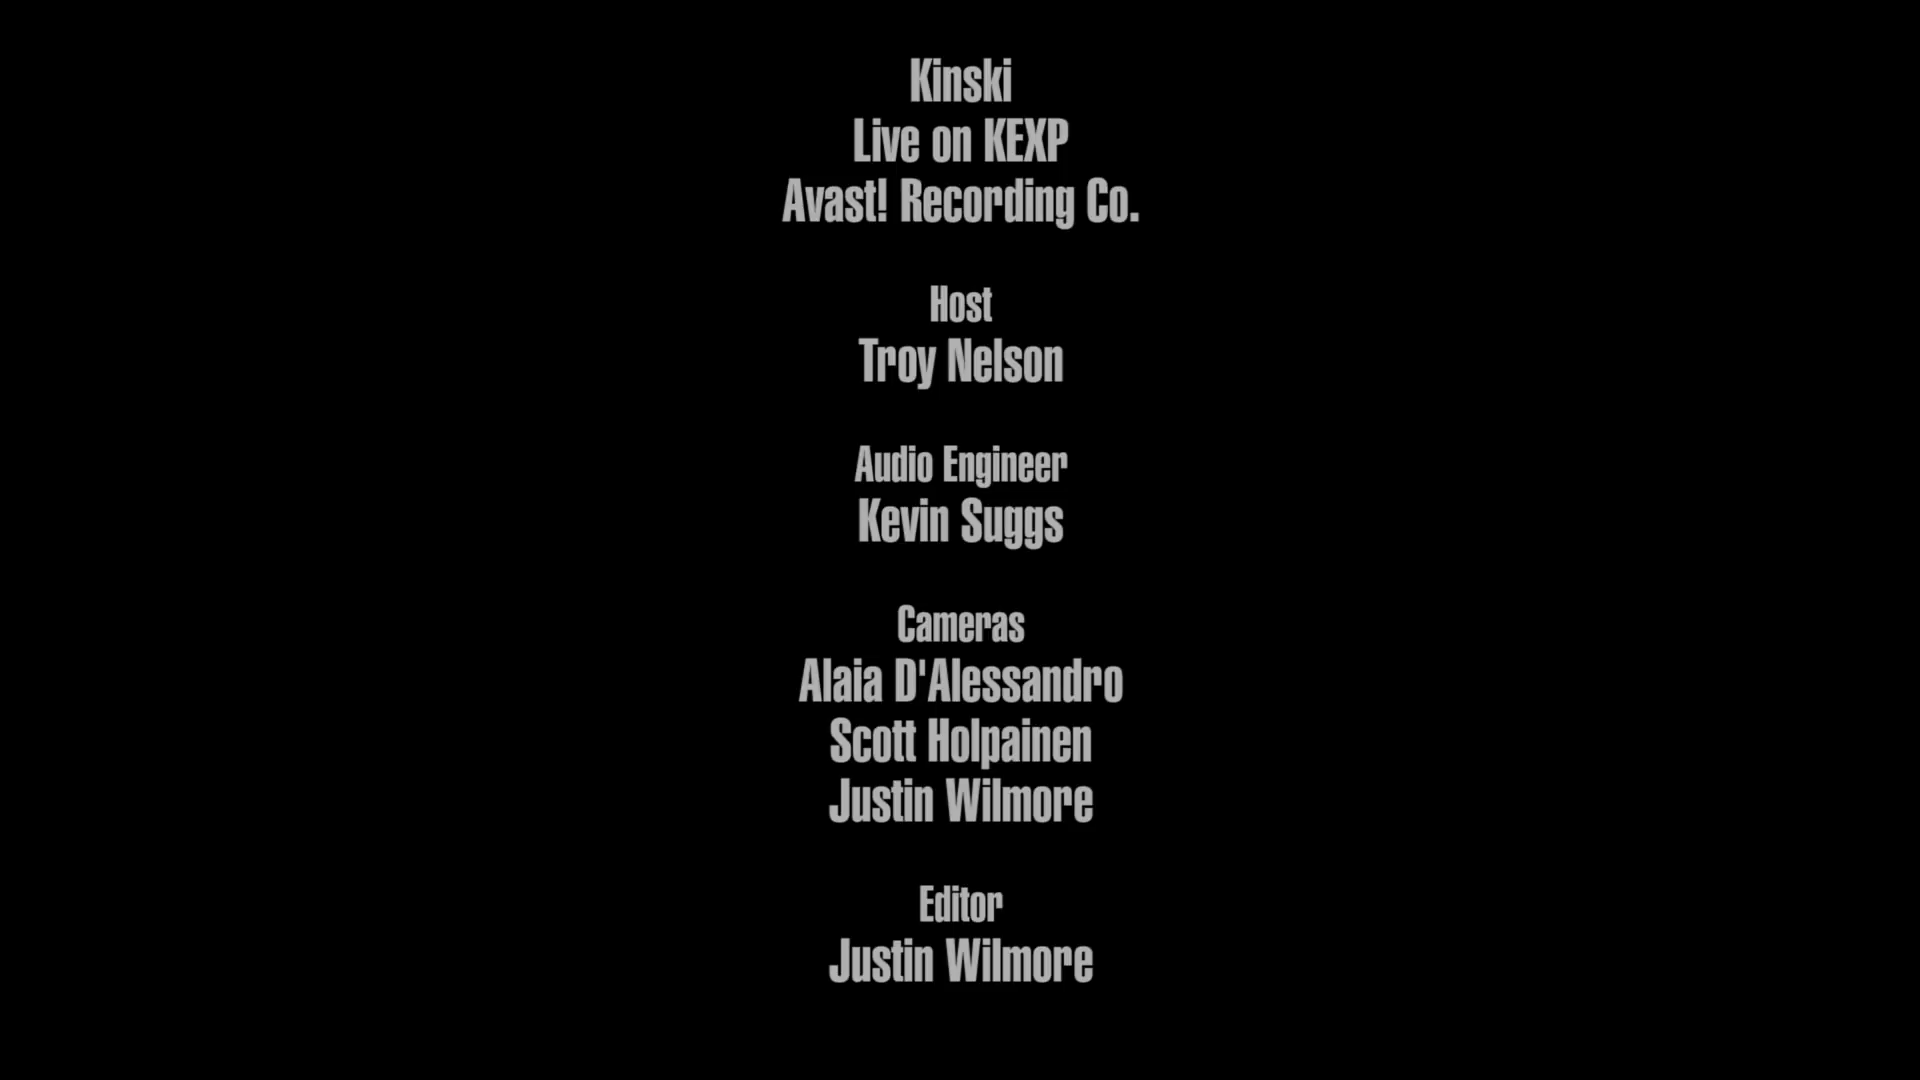 Kinski
Live on KEXP
Avast! Recording Co.
Host
Troy Nelson
Audio Engineer
Kevin Suggs
Cameras
Alaia D'Alessandro
Scott Holpainen
Justin Wilmore
Editor
Justin Wilmore